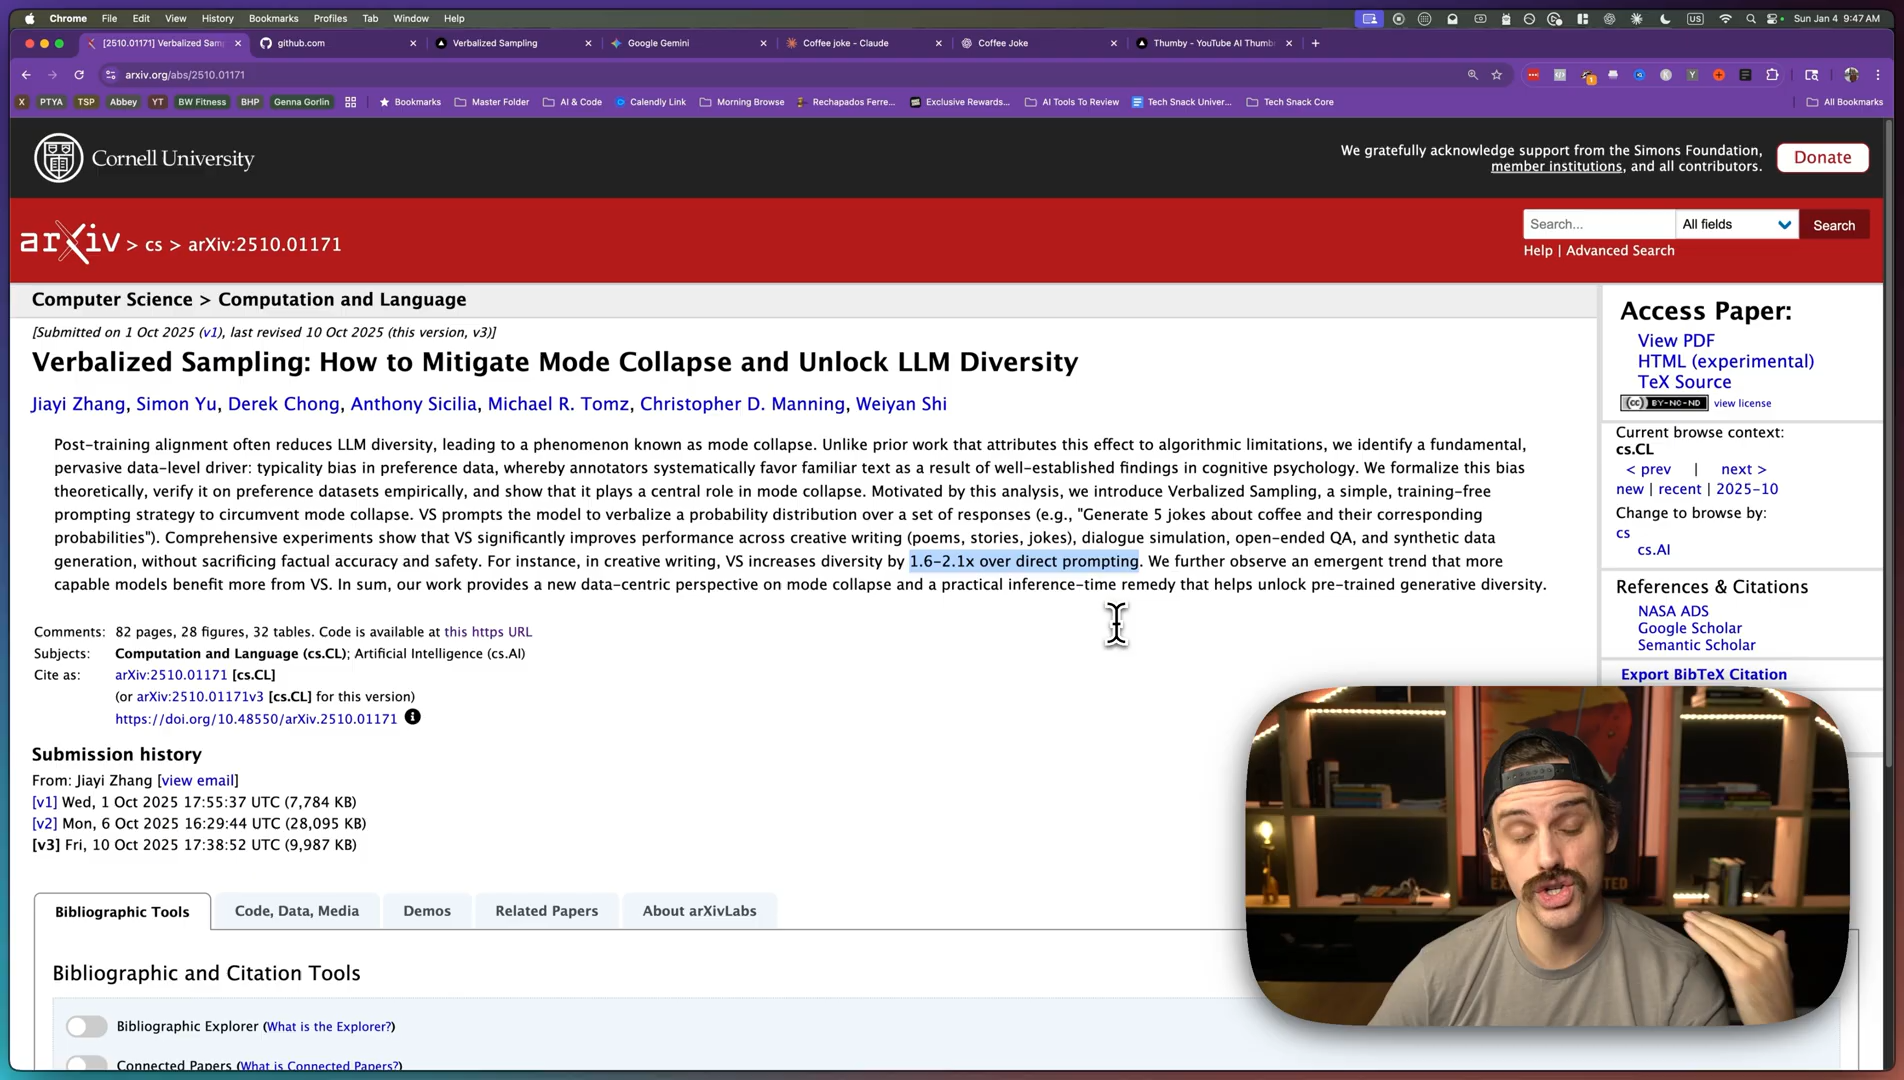 Chrome File Edit View History Bookmarks Profiles Tab Window Help
US Sun Jan 4 9:47 AM
[2510.01171] Verbalized Sam
github.com
Verbalized Sampling
Google Gemini
Coffee joke - Claude
Coffee Joke
Thumby - YouTube AI Thumb
arxiv.org/abs/2510.01171
X PTYA TSP Abbey YT BW Fitness BHP Genna Gorlin Bookmarks Master Folder AI & Code Calendly Link Morning Browse Rechapados Ferre... Exclusive Rewards... AI Tools To Review Tech Snack Univer... Tech Snack Core All Bookmarks
Cornell University
We gratefully acknowledge support from the Simons Foundation,
member institutions, and all contributors.
Donate
arXiv > cs > arXiv:2510.01171
Search...
All fields
Search
Help | Advanced Search
Computer Science > Computation and Language
[Submitted on 1 Oct 2025 (v1), last revised 10 Oct 2025 (this version, v3)]
Verbalized Sampling: How to Mitigate Mode Collapse and Unlock LLM Diversity
Jiayi Zhang, Simon Yu, Derek Chong, Anthony Sicilia, Michael R. Tomz, Christopher D. Manning, Weiyan Shi
Post-training alignment often reduces LLM diversity, leading to a phenomenon known as mode collapse. Unlike prior work that attributes this effect to algorithmic limitations, we identify a fundamental,
pervasive data-level driver: typicality bias in preference data, whereby annotators systematically favor familiar text as a result of well-established findings in cognitive psychology. We formalize this bias
theoretically, verify it on preference datasets empirically, and show that it plays a central role in mode collapse. Motivated by this analysis, we introduce Verbalized Sampling, a simple, training-free
prompting strategy to circumvent mode collapse. VS prompts the model to verbalize a probability distribution over a set of responses (e.g., "Generate 5 jokes about coffee and their corresponding
probabilities"). Comprehensive experiments show that VS significantly improves performance across creative writing (poems, stories, jokes), dialogue simulation, open-ended QA, and synthetic data
generation, without sacrificing factual accuracy and safety. For instance, in creative writing, VS increases diversity by 1.6-2.1x over direct prompting. We further observe an emergent trend that more
capable models benefit more from VS. In sum, our work provides a new data-centric perspective on mode collapse and a practical inference-time remedy that helps unlock pre-trained generative diversity.
Comments: 82 pages, 28 figures, 32 tables. Code is available at this https URL
Subjects: Computation and Language (cs.CL); Artificial Intelligence (cs.AI)
Cite as: arXiv:2510.01171 [cs.CL]
(or arXiv:2510.01171v3 [cs.CL] for this version)
https://doi.org/10.48550/arXiv.2510.01171
Submission history
From: Jiayi Zhang [view email]
[v1] Wed, 1 Oct 2025 17:55:37 UTC (7,784 KB)
[v2] Mon, 6 Oct 2025 16:29:44 UTC (28,095 KB)
[v3] Fri, 10 Oct 2025 17:38:52 UTC (9,987 KB)
Bibliographic Tools
Code, Data, Media
Demos
Related Papers
About arXivLabs
Bibliographic and Citation Tools
Bibliographic Explorer (What is the Explorer?)
Connected Papers (What is Connected Papers?)
Access Paper:
View PDF
HTML (experimental)
TeX Source
(cc) BY-NC-ND view license
Current browse context:
cs.CL
< prev | next >
new | recent | 2025-10
Change to browse by:
cs
cs.AI
References & Citations
NASA ADS
Google Scholar
Semantic Scholar
Export BibTeX Citation